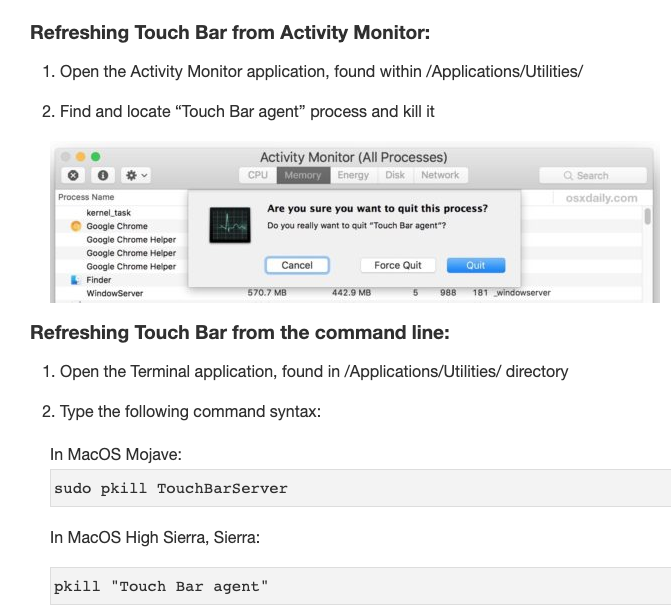 Refreshing Touch Bar from Activity Monitor:
1. Open the Activity Monitor application, found within /Applications/Utilities/
2. Find and locate “Touch Bar agent” process and kill it
Activity Monitor (All Processes)
CPU Memory Energy Disk Network
Search
Process Name
osxdaily.com
kernel_task
Google Chrome
Google Chrome Helper
Google Chrome Helper
Google Chrome Helper
Finder
WindowServer 570.7 MB 442.9 MB 5 988 181 _windowserver
Are you sure you want to quit this process?
Do you really want to quit “Touch Bar agent”?
Cancel Force Quit Quit
Refreshing Touch Bar from the command line:
1. Open the Terminal application, found in /Applications/Utilities/ directory
2. Type the following command syntax:
In MacOS Mojave:
sudo pkill TouchBarServer
In MacOS High Sierra, Sierra:
pkill "Touch Bar agent"